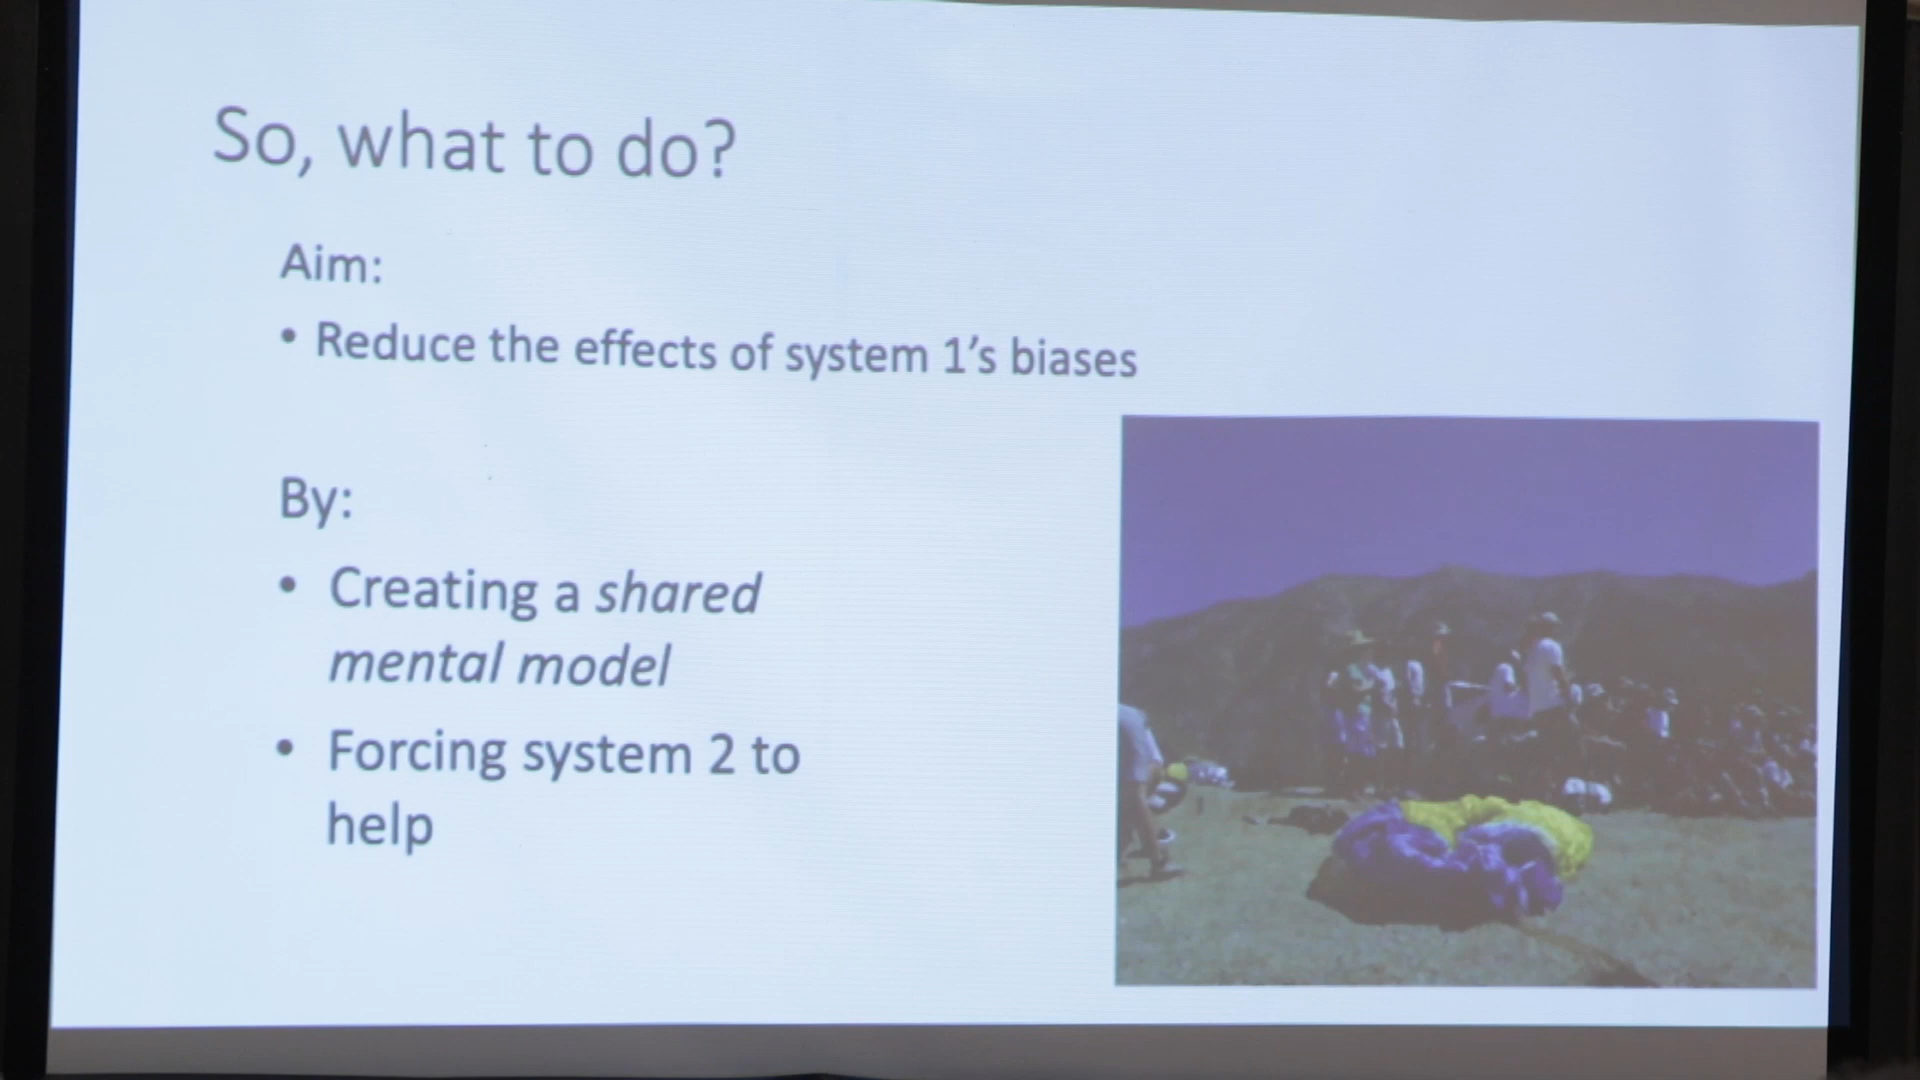 So, what to do?
Aim:
• Reduce the effects of system 1's biases
By:
• Creating a shared
mental model
• Forcing system 2 to
help